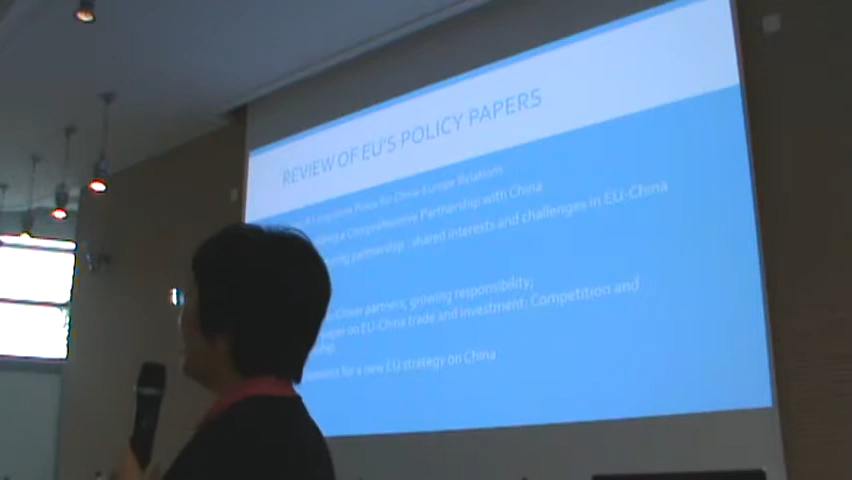 REVIEW OF EU'S POLICY PAPERS
Long-term Policy for China-Europe Relations
a Comprehensive Partnership with China
partnership - shared interests and challenges in EU-China
closer partners, growing responsibility;
paper on EU-China trade and investment: Competition and
for a new EU strategy on China